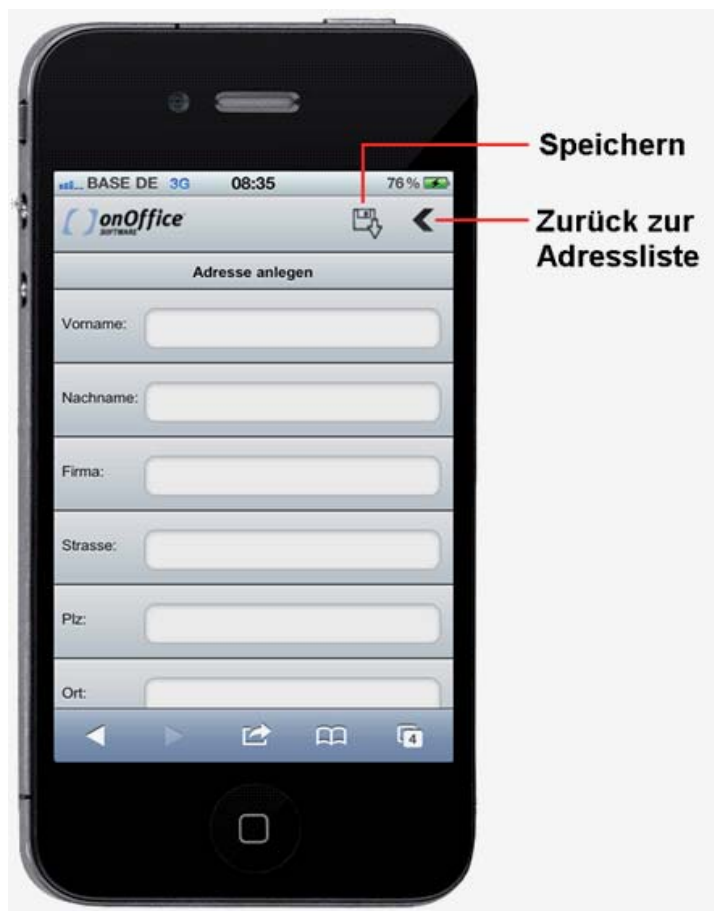 Speichern
BASE DE 3G 08:35 76 %
onOffice
SOFTWARE
Zurück zur
Adressliste
Adresse anlegen
Vorname:
Nachname:
Firma:
Strasse:
Plz:
Ort:
4